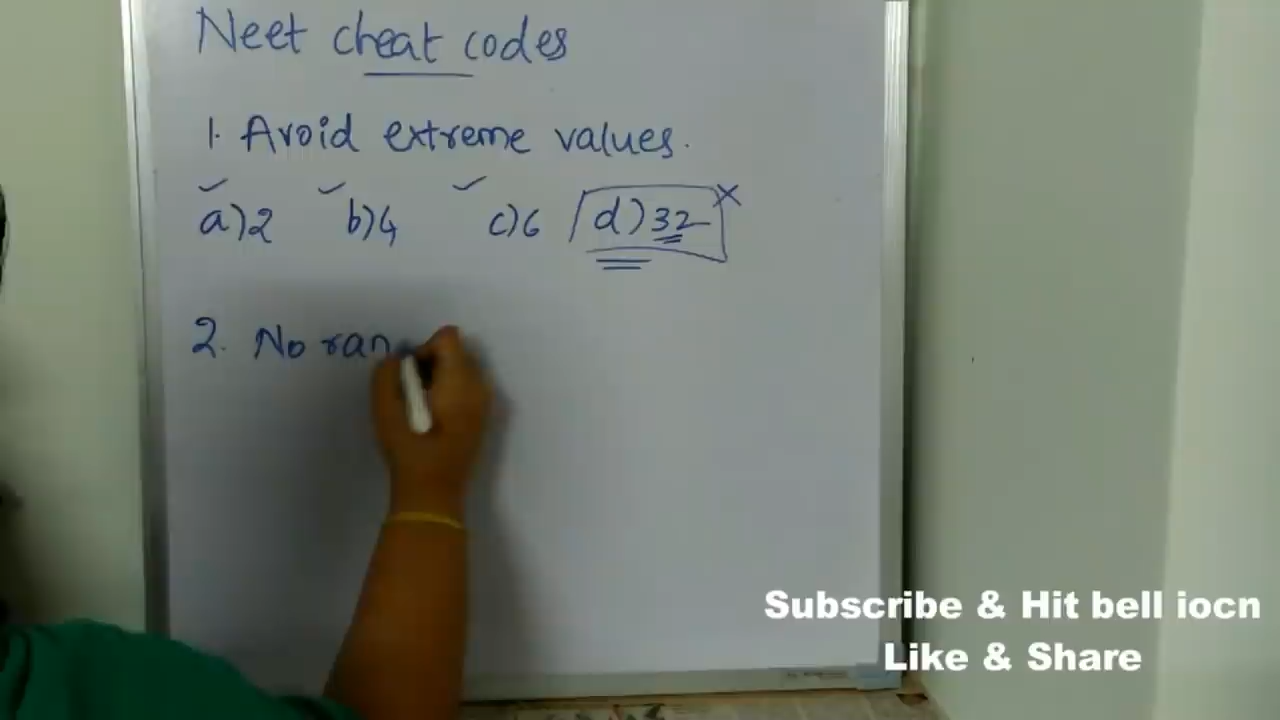 Neet cheat codes
1. Avoid extreme values.
a)2 b)4 c)6 d)32
2. No ran
Subscribe & Hit bell iocn
Like & Share